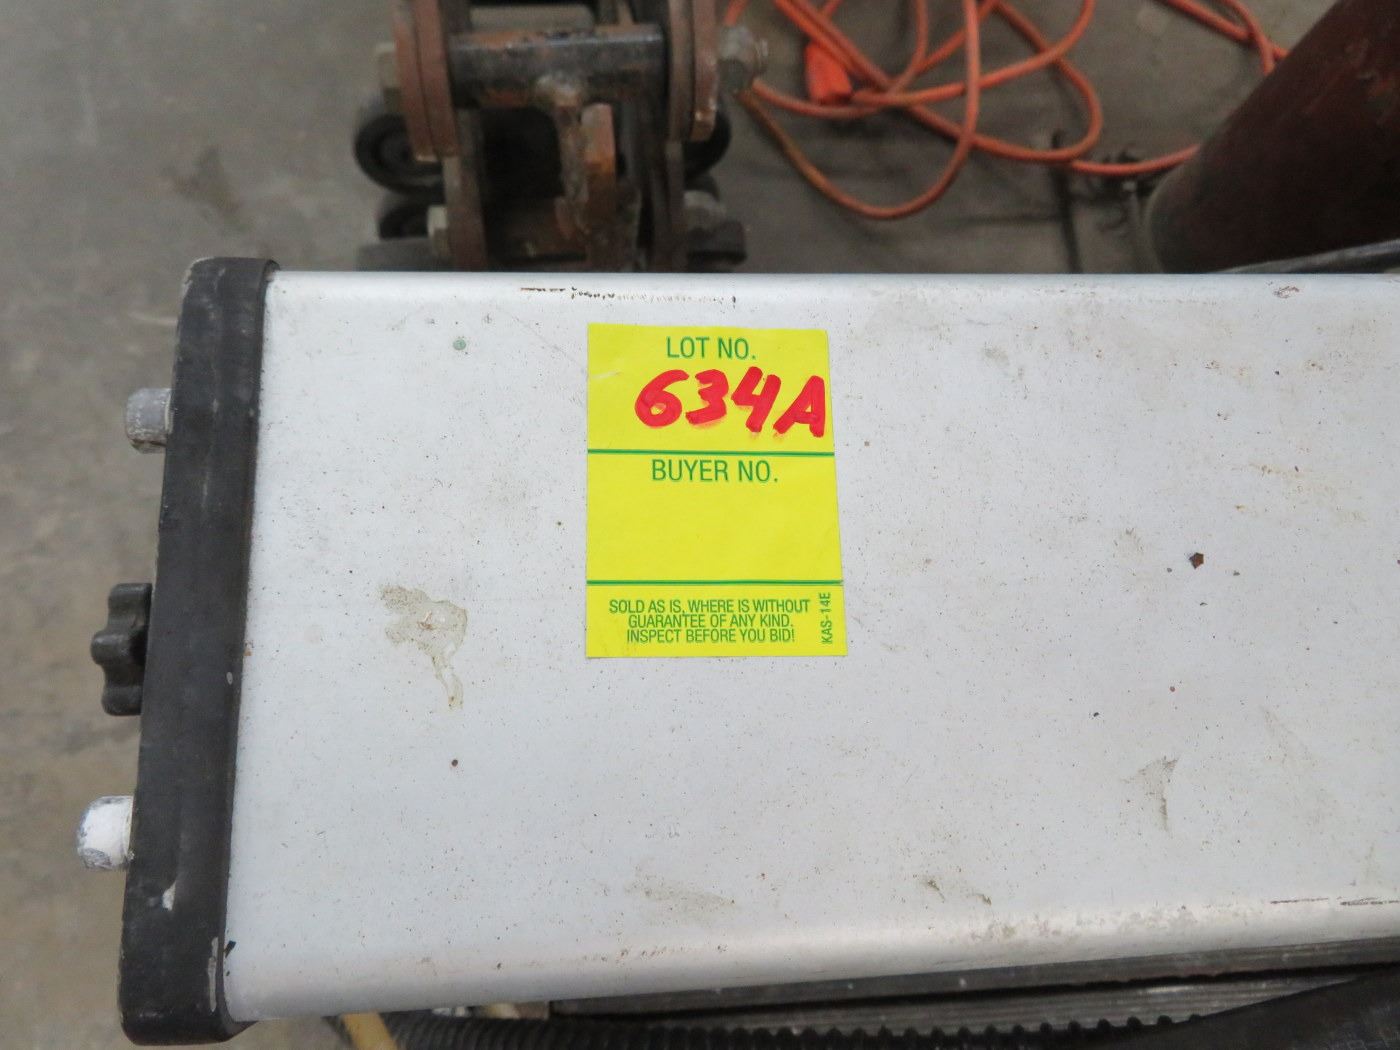 LOT NO.
634A
BUYER NO.
SOLD AS IS, WHERE IS WITHOUT
GUARANTEE OF ANY KIND.
INSPECT BEFORE YOU BID!
KAS-14E